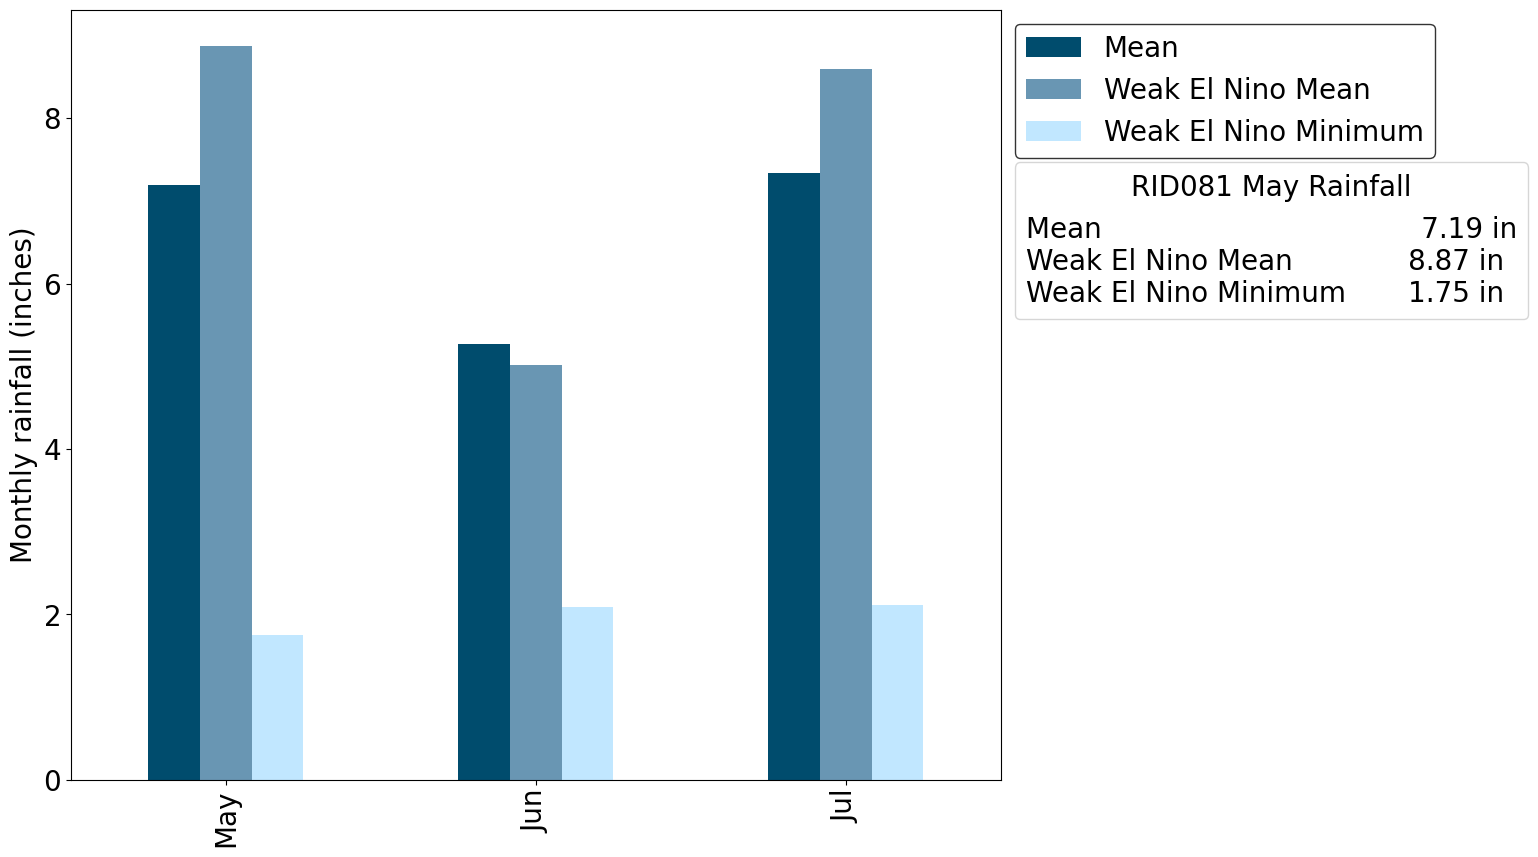 Monthly rainfall (inches)
8
6
4
2
0
May
Jun
Jul
Mean
Weak El Nino Mean
Weak El Nino Minimum
RID081 May Rainfall
Mean 7.19 in
Weak El Nino Mean 8.87 in
Weak El Nino Minimum 1.75 in